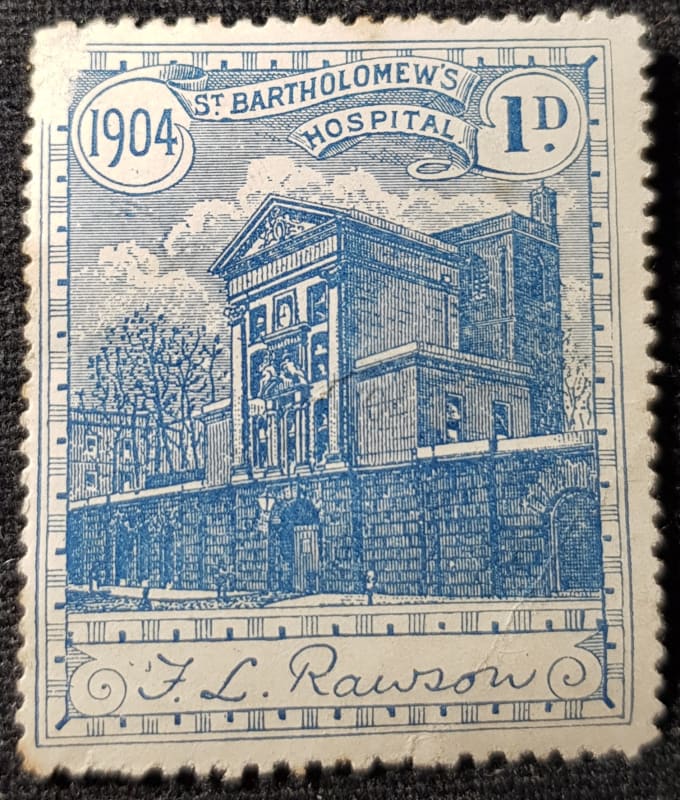 1904
ST. BARTHOLOMEW'S
HOSPITAL.
1D.
F. L. Rawson